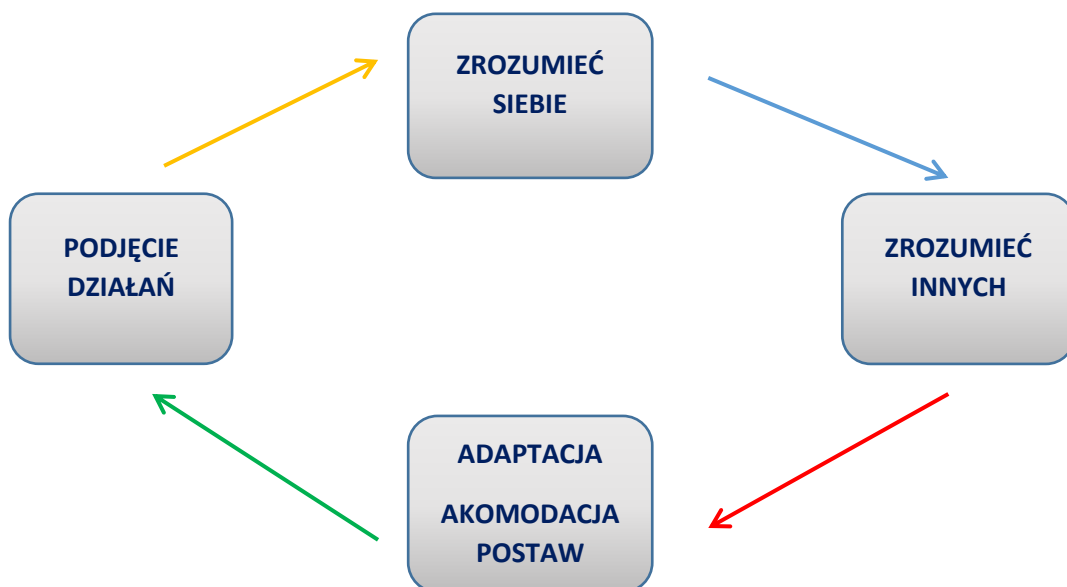 ZROZUMIEĆ
SIEBIE
PODJĘCIE
DZIAŁAŃ
ZROZUMIEĆ
INNYCH
ADAPTACJA
AKOMODACJA
POSTAW